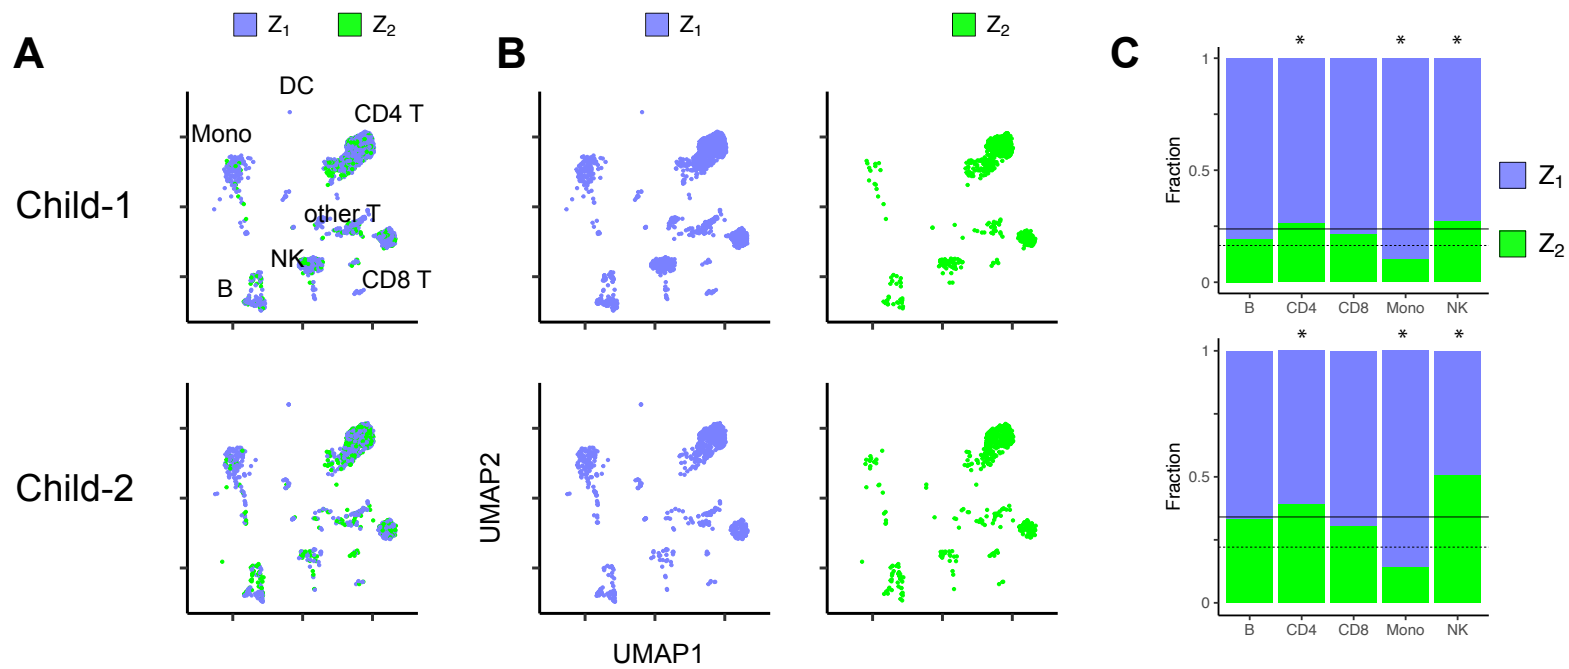 Z₁ Z₂ Z₁ Z₂
A B C
DC
CD4 T
Mono
Child-1
other T
NK
CD8 T
B
Fraction
1
0.5
0
B CD4 CD8 Mono NK
* * *
Z₁
Z₂
Child-2
UMAP2
UMAP1
Fraction
1
0.5
0
B CD4 CD8 Mono NK
* * *